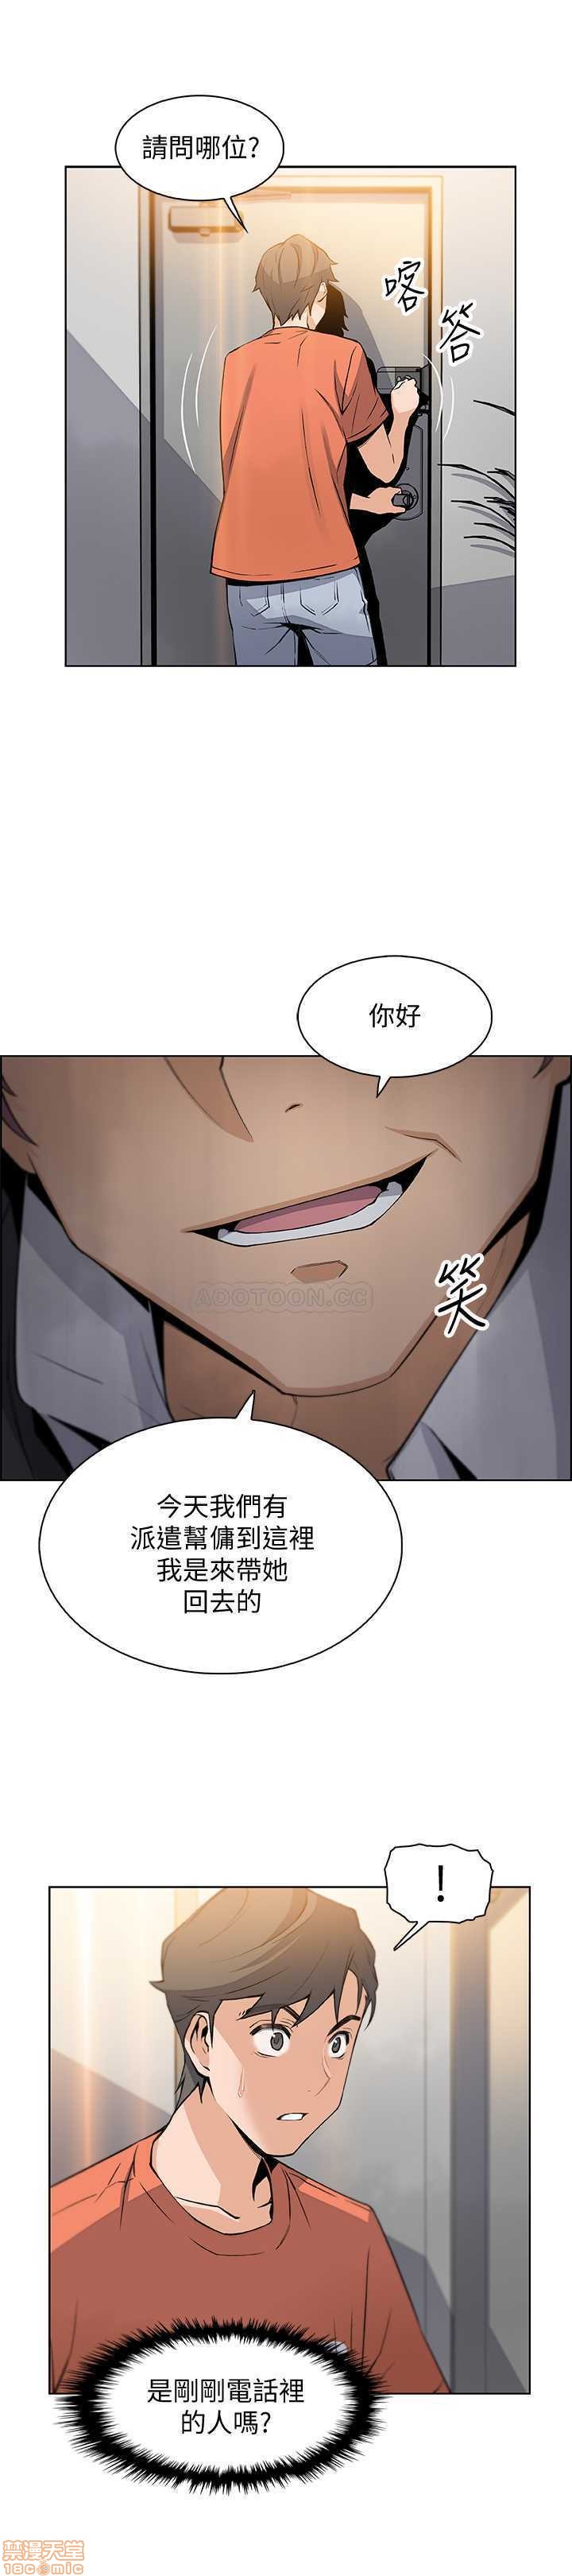 請問哪位?
喀
答
你好
ADOTOON.CC
笑
今天我們有
派遣幫傭到這裡
我是來帶她
回去的
!
是剛剛電話裡
的人嗎?
禁漫天堂
18comic